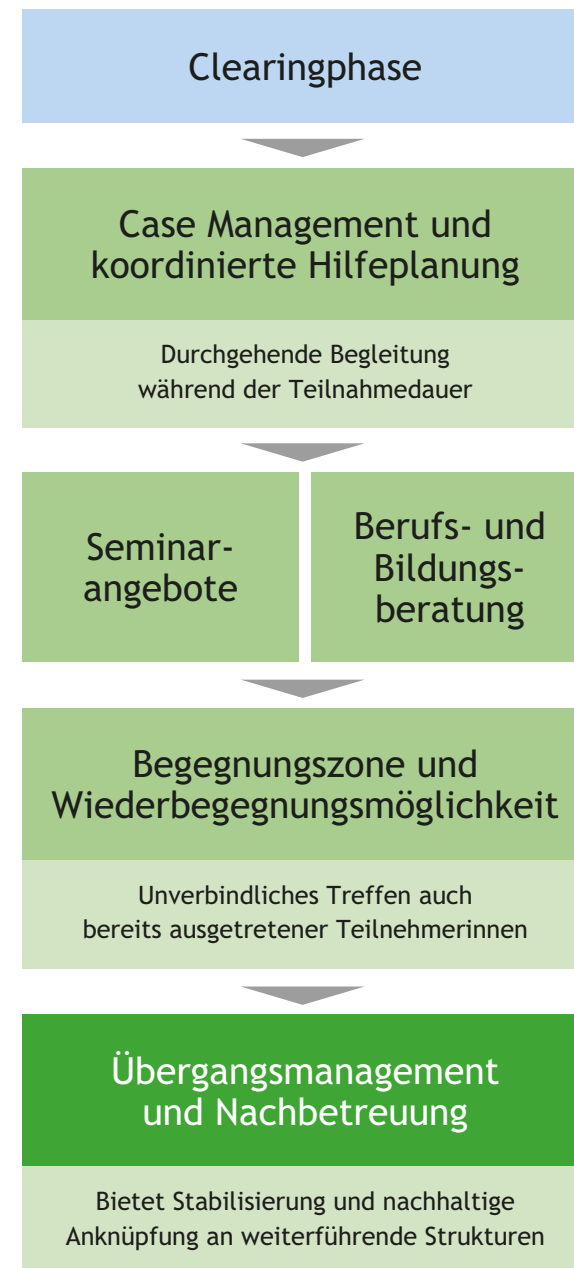 Clearingphase
Case Management und
koordinierte Hilfeplanung
Durchgehende Begleitung
während der Teilnahmedauer
Seminar-
angebote
Berufs- und
Bildungs-
beratung
Begegnungszone und
Wiederbegegnungsmöglichkeit
Unverbindliches Treffen auch
bereits ausgetretener Teilnehmerinnen
Übergangsmanagement
und Nachbetreuung
Bietet Stabilisierung und nachhaltige
Anknüpfung an weiterführende Strukturen